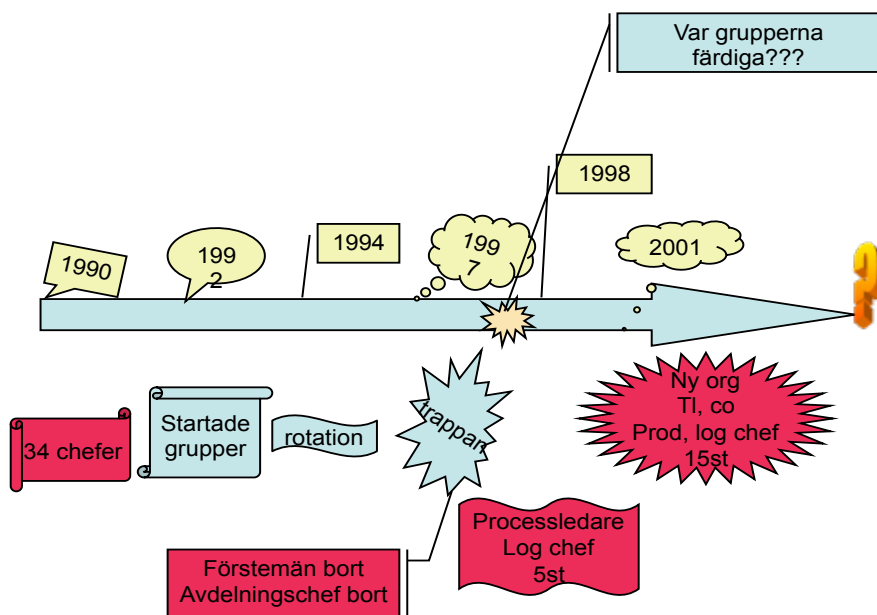 Var grupperna
färdiga???
1998
1994
199
7
2001
199
2
1990
34 chefer
Startade
grupper
rotation
trappan
Ny org
Tl, co
Prod, log chef
15st
Processledare
Log chef
5st
Förstemän bort
Avdelningschef bort
?